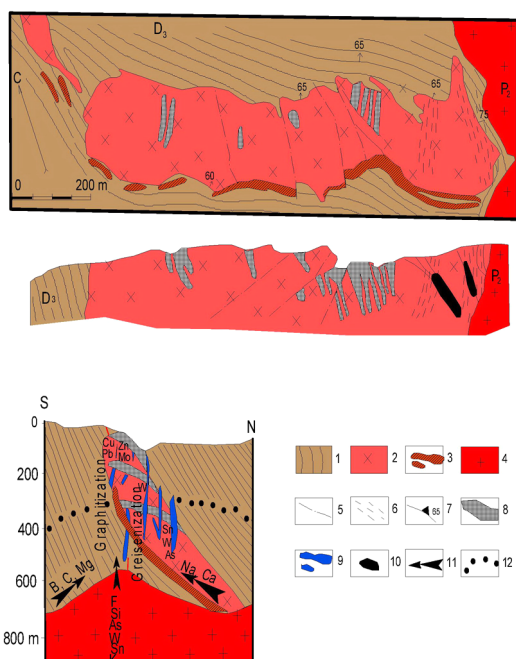 D3
65
C
65
65
P2
75
60
0 200 m
D3
P2
S N
0
Cu Zn
Pb Mo
200
W
Graphitization
Greisenization
400
Sn
W
As
B, C, Mg
Na, Ca
600
F
S
As
W
Sn
800 m
1 2 3 4
5 6 65 7 8
9 10 11 12